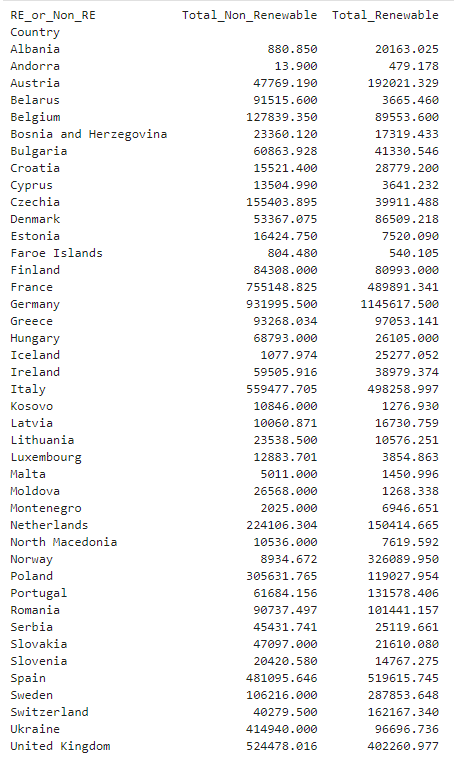 RE_or_Non_RE Total_Non_Renewable Total_Renewable
Country
Albania 880.850 20163.025
Andorra 13.900 479.178
Austria 47769.190 192021.329
Belarus 91515.600 3665.460
Belgium 127839.350 89553.600
Bosnia and Herzegovina 23360.120 17319.433
Bulgaria 60863.928 41330.546
Croatia 15521.400 28779.200
Cyprus 13504.990 3641.232
Czechia 155403.895 39911.488
Denmark 53367.075 86509.218
Estonia 16424.750 7520.090
Faroe Islands 804.480 540.105
Finland 84308.000 80993.000
France 755148.825 489891.341
Germany 931995.500 1145617.500
Greece 93268.034 97053.141
Hungary 68793.000 26105.000
Iceland 1077.974 25277.052
Ireland 59505.916 38979.374
Italy 559477.705 498258.997
Kosovo 10846.000 1276.930
Latvia 10060.871 16730.759
Lithuania 23538.500 10576.251
Luxembourg 12883.701 3854.863
Malta 5011.000 1450.996
Moldova 26568.000 1268.338
Montenegro 2025.000 6946.651
Netherlands 224106.304 150414.665
North Macedonia 10536.000 7619.592
Norway 8934.672 326089.950
Poland 305631.765 119027.954
Portugal 61684.156 131578.406
Romania 90737.497 101441.157
Serbia 45431.741 25119.661
Slovakia 47097.000 21610.080
Slovenia 20420.580 14767.275
Spain 481095.646 519615.745
Sweden 106216.000 287853.648
Switzerland 40279.500 162167.340
Ukraine 414940.000 96696.736
United Kingdom 524478.016 402260.977